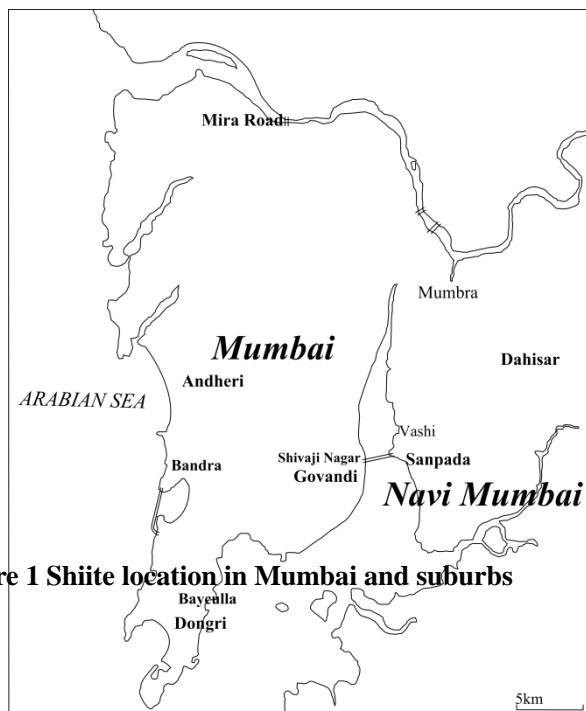 Mira Road
Mumbra
Mumbai
Dahisar
Andheri
ARABIAN SEA
Vashi
Shivaji Nagar
Sanpada
Bandra
Govandi
Navi Mumbai
re 1 Shiite location in Mumbai and suburbs
Bayculla
Dongri
5km